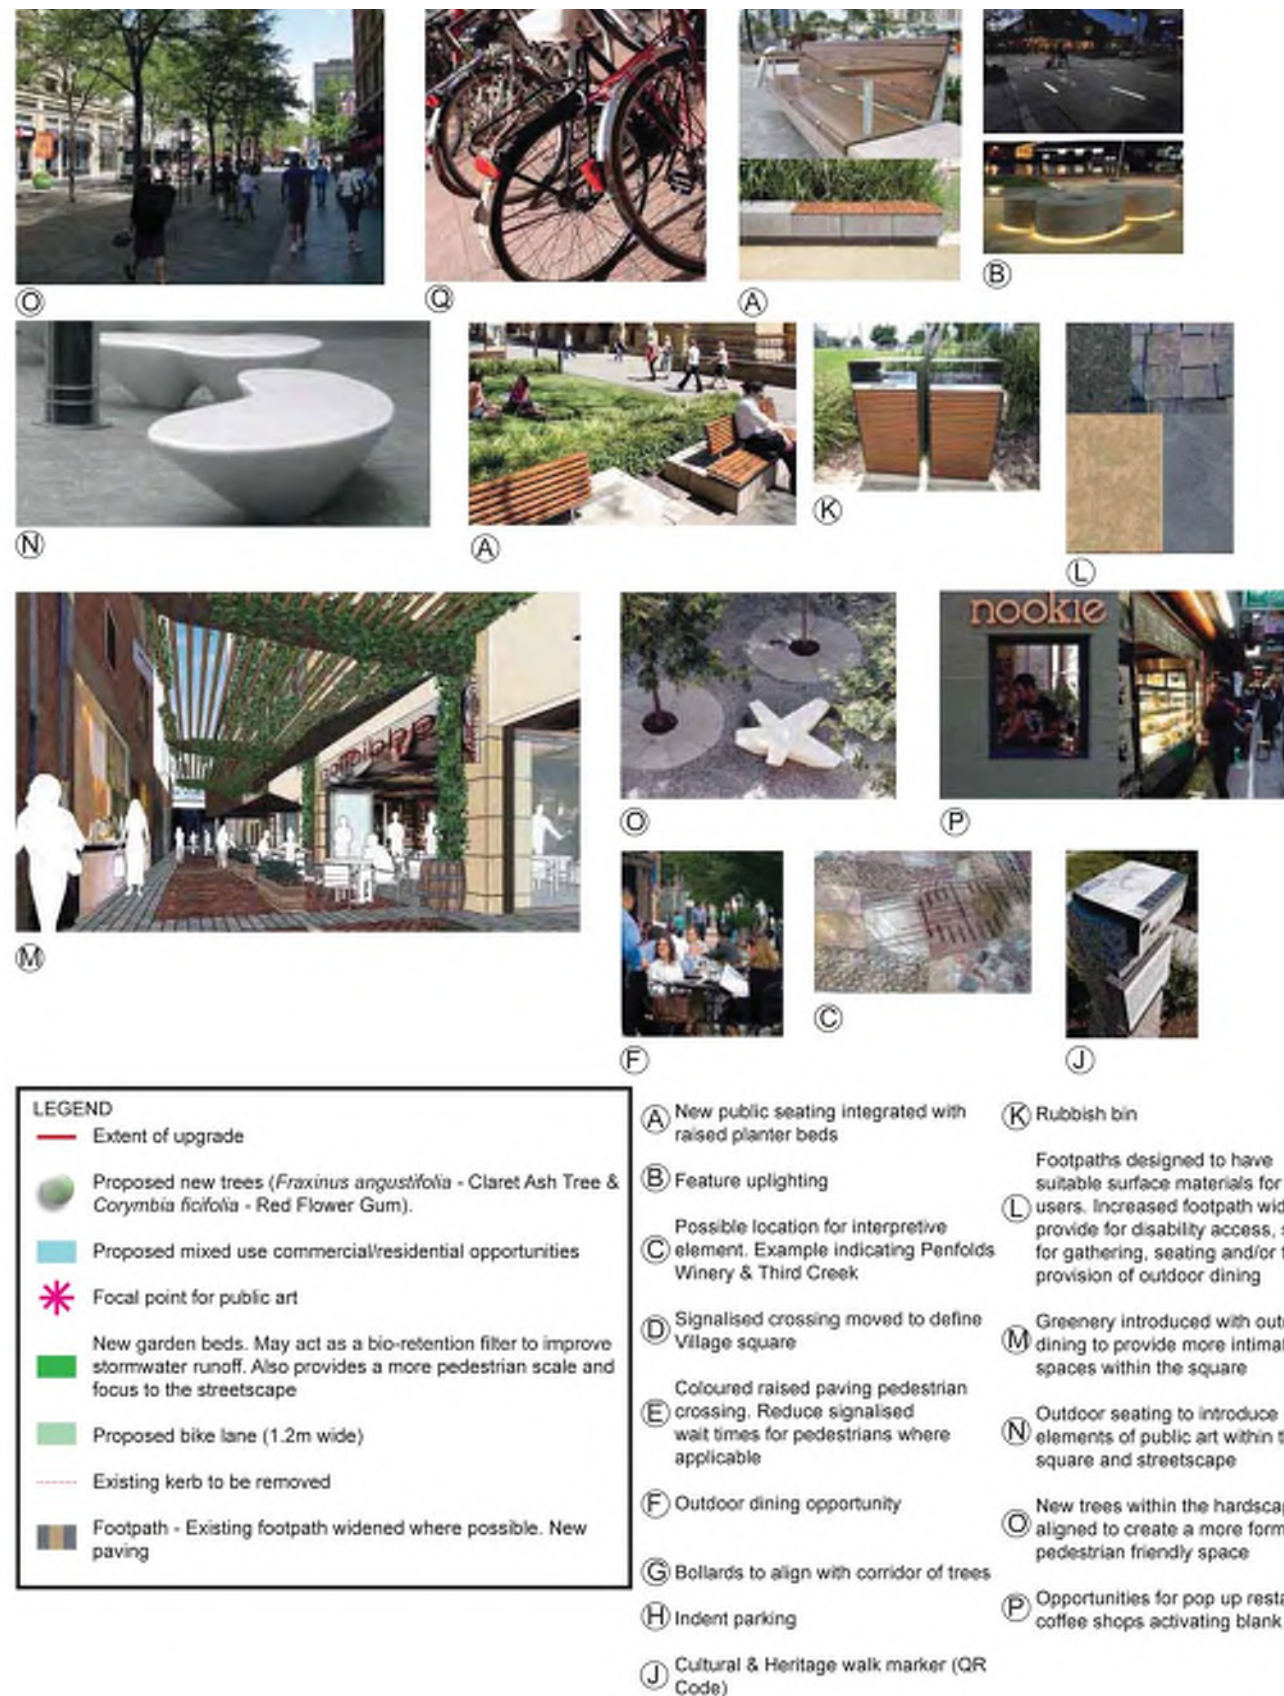 O
Q
A
B
N
A
K
L
nookie
M
O
P
F
C
J
LEGEND
Extent of upgrade
Proposed new trees (Fraxinus angustifolia - Claret Ash Tree &
Corymbia ficifolia - Red Flower Gum).
Proposed mixed use commercial/residential opportunities
Focal point for public art
New garden beds. May act as a bio-retention filter to improve
stormwater runoff. Also provides a more pedestrian scale and
focus to the streetscape
Proposed bike lane (1.2m wide)
Existing kerb to be removed
Footpath - Existing footpath widened where possible. New
paving
A New public seating integrated with
raised planter beds
B Feature uplighting
Possible location for interpretive
C element. Example indicating Penfolds
Winery & Third Creek
D Signalised crossing moved to define
Village square
Coloured raised paving pedestrian
E crossing. Reduce signalised
wait times for pedestrians where
applicable
F Outdoor dining opportunity
G Bollards to align with corridor of trees
H Indent parking
J Cultural & Heritage walk marker (QR
Code)
K Rubbish bin
Footpaths designed to have
suitable surface materials for
L users. Increased footpath wid
provide for disability access, s
for gathering, seating and/or
provision of outdoor dining
Greenery introduced with out
M dining to provide more intima
spaces within the square
Outdoor seating to introduce
N elements of public art within t
square and streetscape
New trees within the hardsca
O aligned to create a more form
pedestrian friendly space
P Opportunities for pop up resta
coffee shops activating blank